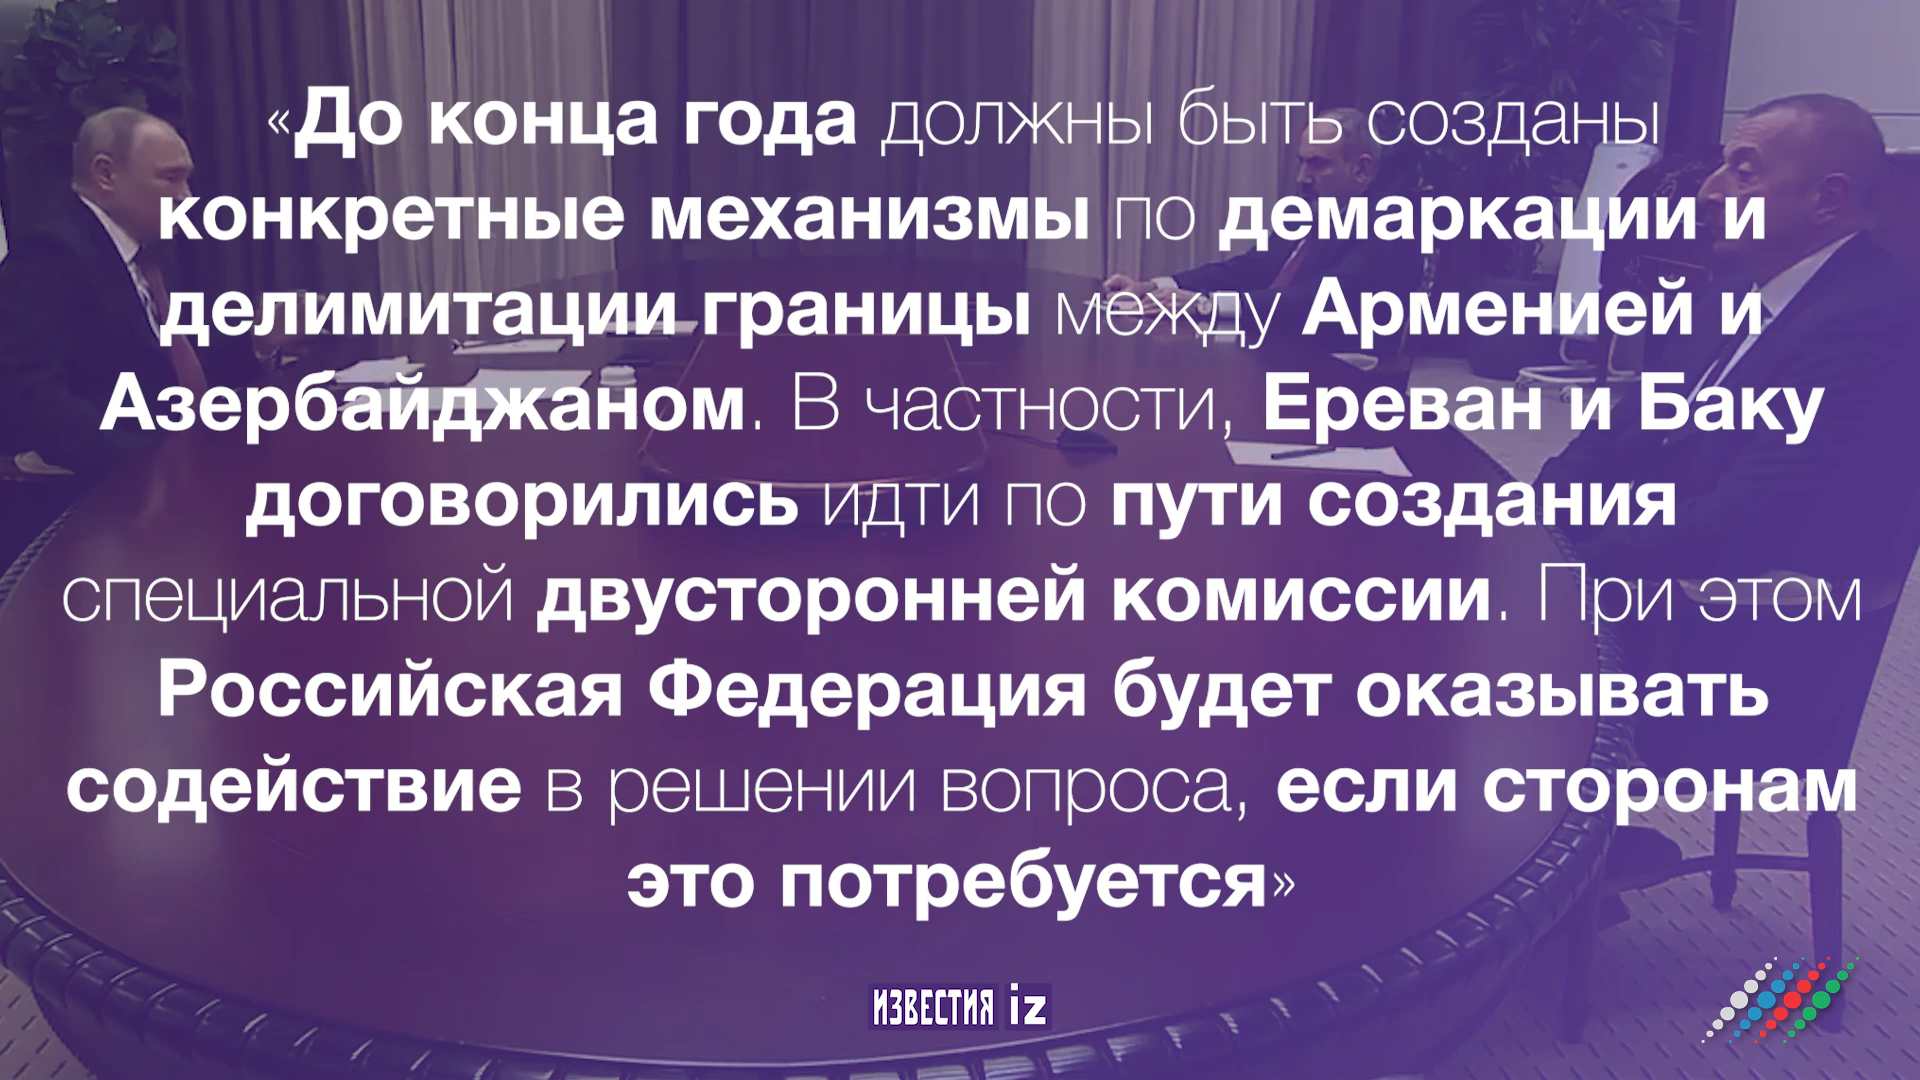 «До конца года должны быть созданы
конкретные механизмы по демаркации и
делимитации границы между Арменией и
Азербайджаном. В частности, Ереван и Баку
договорились идти по пути создания
специальной двусторонней комиссии. При этом
Российская Федерация будет оказывать
содействие в решении вопроса, если сторонам
это потребуется»
ИЗВЕСТИЯ iz